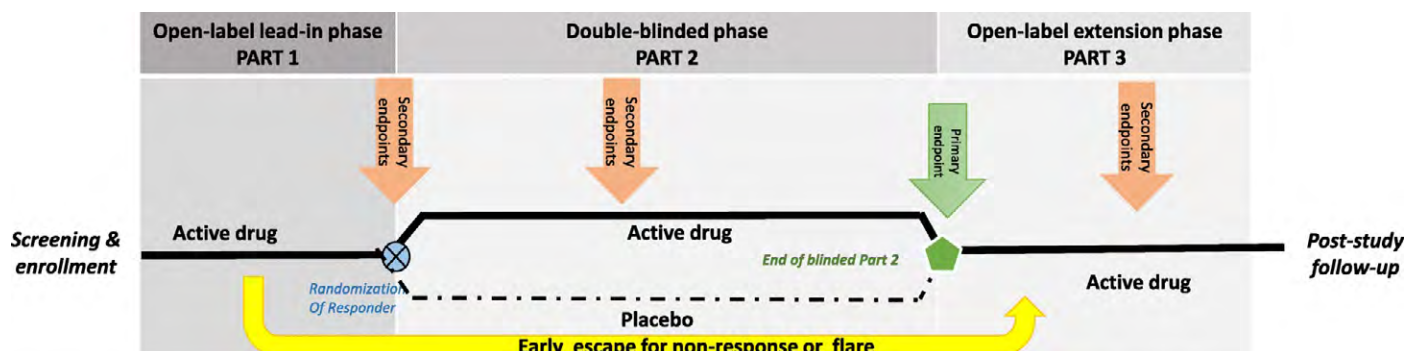 Open-label lead-in phase
PART 1
Double-blinded phase
PART 2
Open-label extension phase
PART 3
Secondary
endpoints
Secondary
endpoints
Primary
endpoint
Secondary
endpoints
Screening &
enrollment
Active drug
Active drug
End of blinded Part 2
Randomization
Of Responder
Placebo
Active drug
Post-study
follow-up
Early escape for non-response or flare